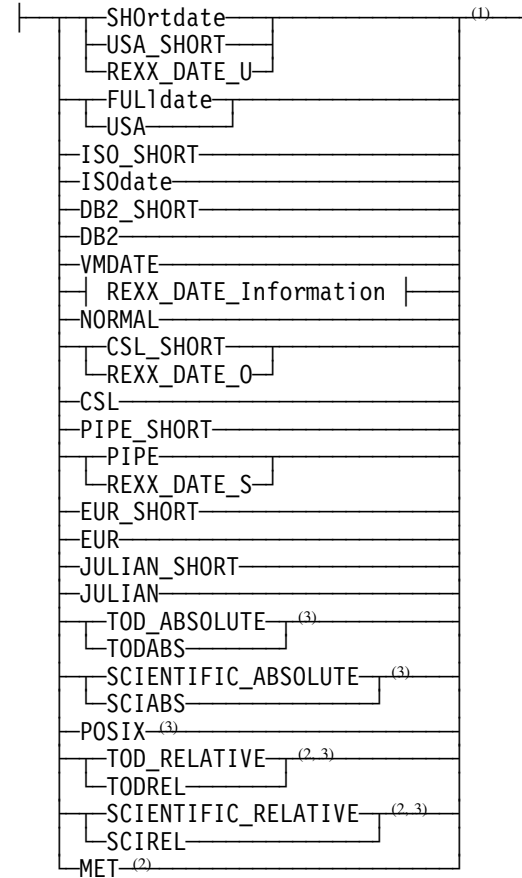 SHOrtdate (1)
USA_SHORT
REXX_DATE_U
FULldate
USA
ISO_SHORT
ISOdate
DB2_SHORT
DB2
VMDATE
REXX_DATE_Information
NORMAL
CSL_SHORT
REXX_DATE_O
CSL
PIPE_SHORT
PIPE
REXX_DATE_S
EUR_SHORT
EUR
JULIAN_SHORT
JULIAN
TOD_ABSOLUTE (3)
TODABS
SCIENTIFIC_ABSOLUTE (3)
SCIABS
POSIX (3)
TOD_RELATIVE (2, 3)
TODREL
SCIENTIFIC_RELATIVE (2, 3)
SCIREL
MET (2)